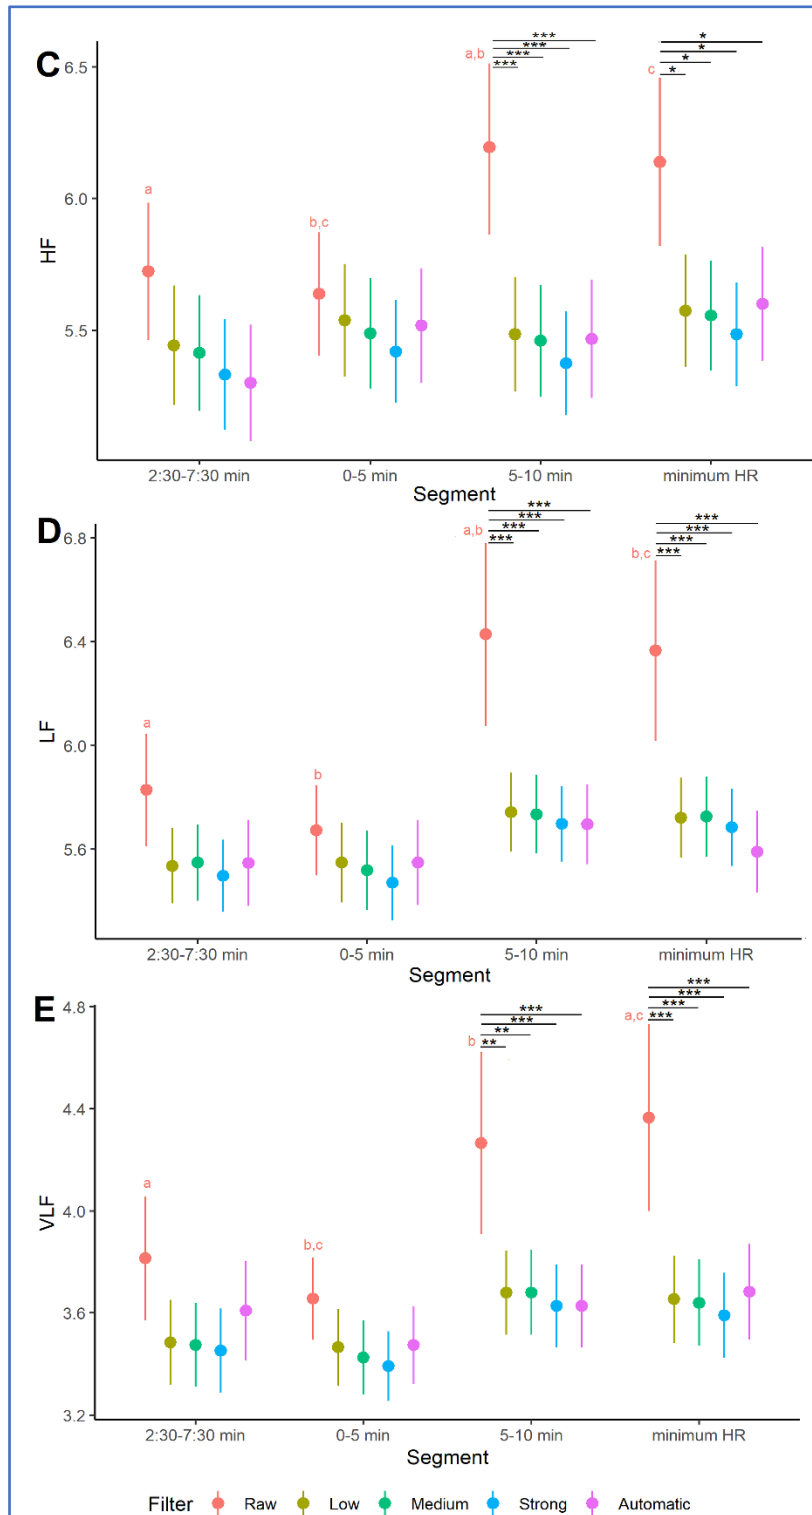 C
***
***
***
***
a,b
*
*
*
*
c
6.5
a
b,c
6.0
HF
5.5
2:30-7:30 min 0-5 min 5-10 min minimum HR
Segment
D
***
***
***
***
a,b
***
***
***
***
b,c
6.8
6.4
a
b
6.0
LF
5.6
2:30-7:30 min 0-5 min 5-10 min minimum HR
Segment
E
***
***
**
**
b
***
***
***
***
a,c
4.8
4.4
a
b,c
4.0
VLF
3.6
3.2
2:30-7:30 min 0-5 min 5-10 min minimum HR
Segment
Filter Raw Low Medium Strong Automatic